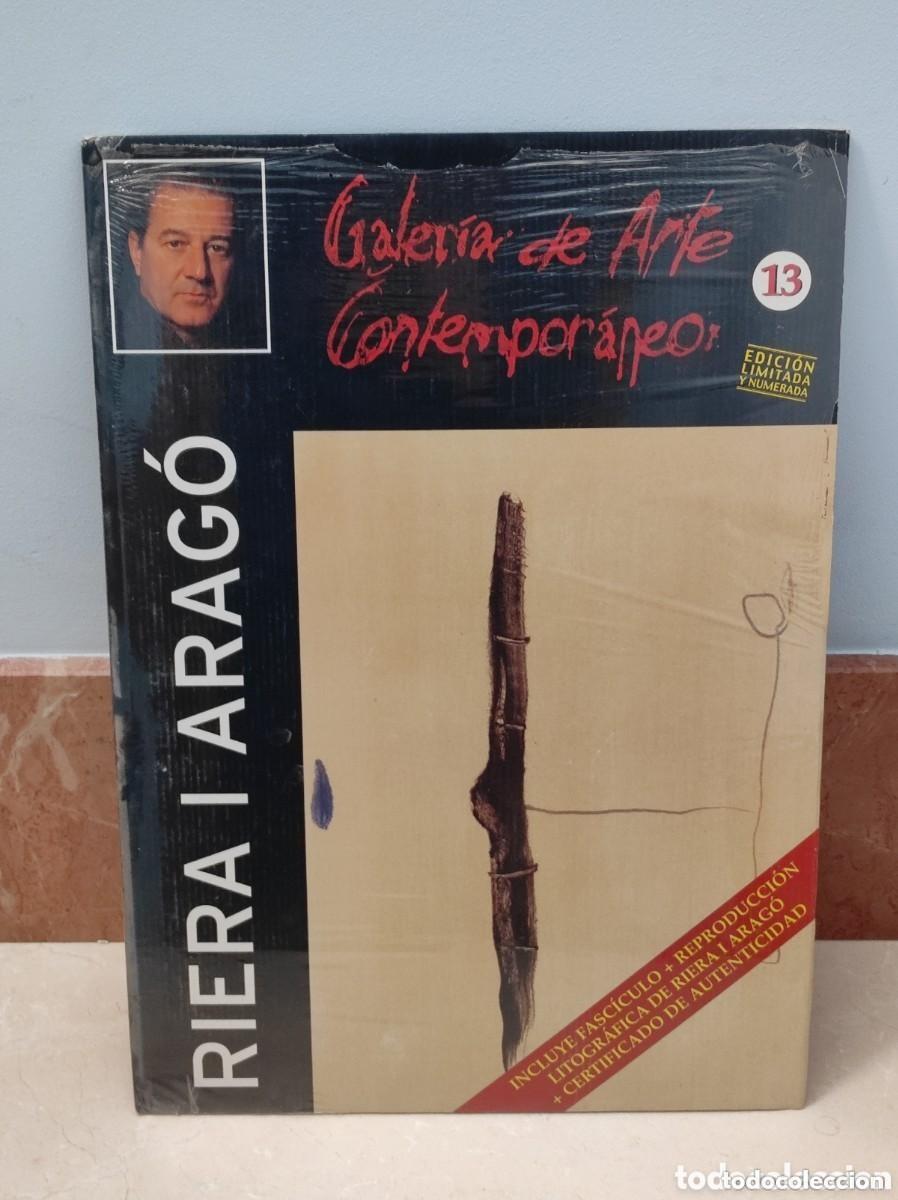 Galería de Arte
Contemporáneo
13
EDICIÓN
LIMITADA
Y NUMERADA
RIERA I ARAGÓ
INCLUYE FASCÍCULO + REPRODUCCIÓN
LITOGRÁFICA DE RIERA I ARAGÓ
+ CERTIFICADO DE AUTENTICIDAD
todocoleccion
todocoleccion